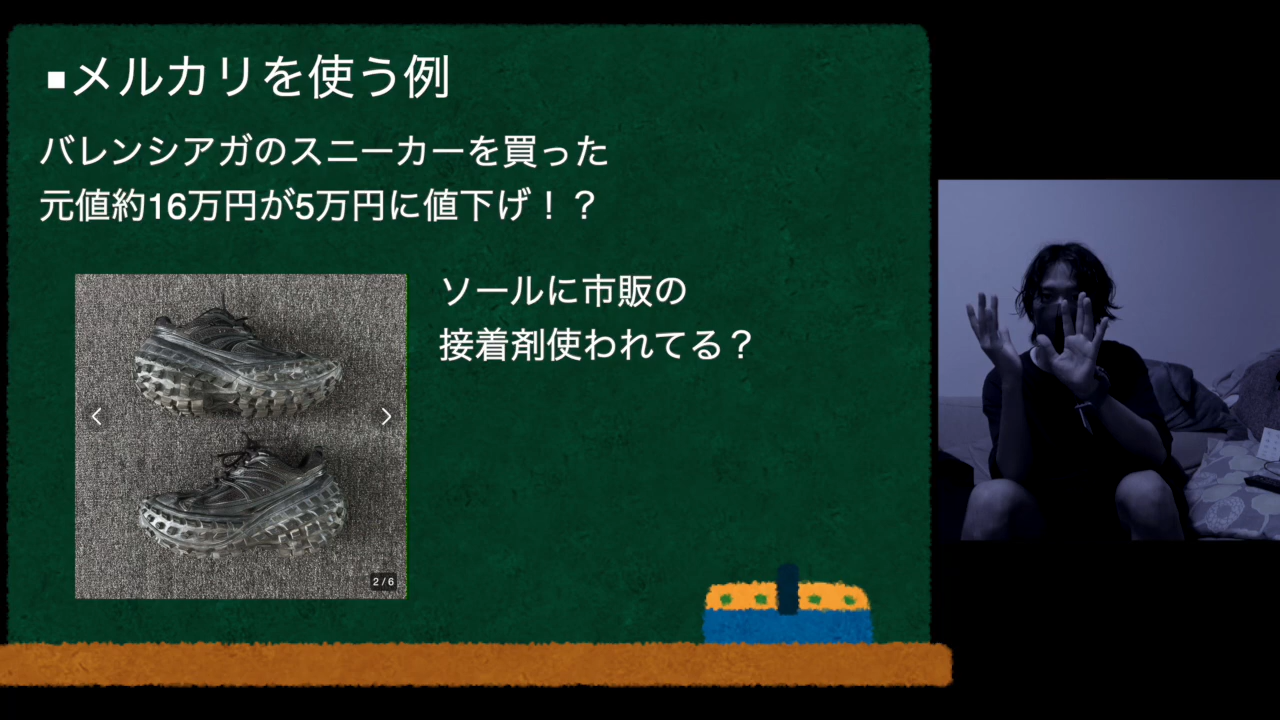 ■メルカリを使う例
バレンシアガのスニーカーを買った
元値約16万円が5万円に値下げ！？
ソールに市販の
接着剤使われてる？
2 / 6